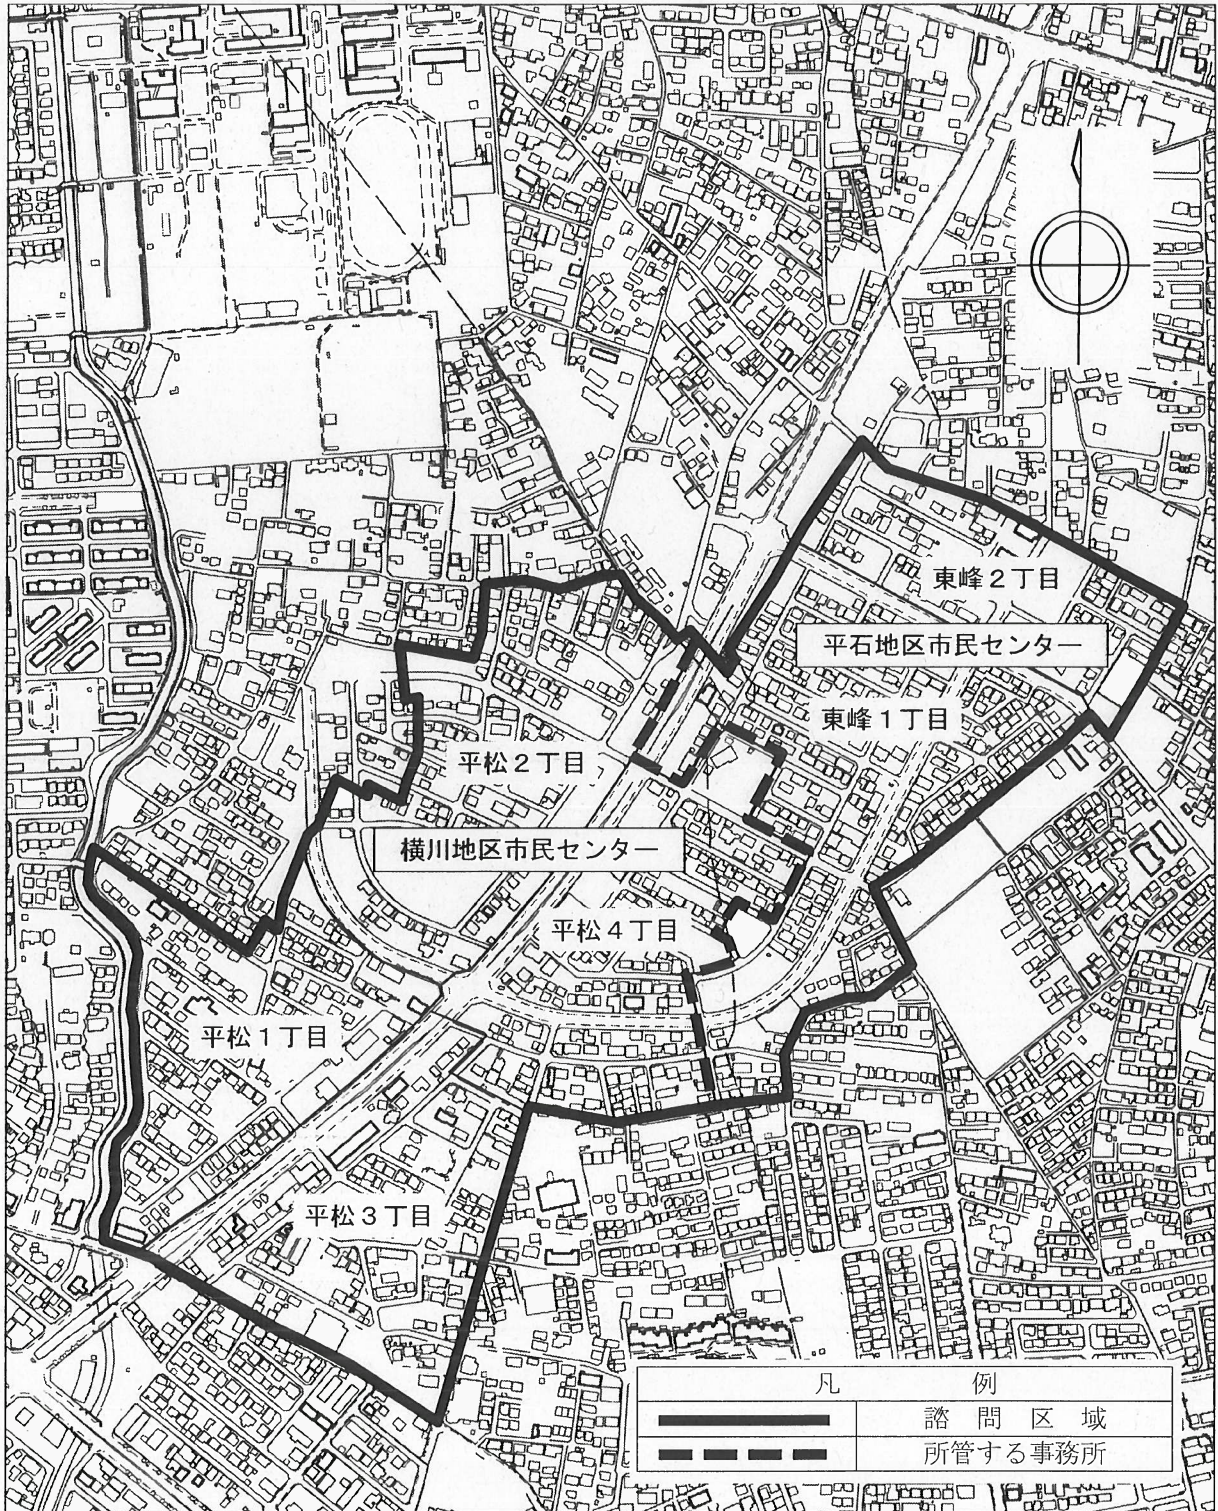 東峰2丁目
平石地区市民センター
東峰1丁目
平松2丁目
横川地区市民センター
平松4丁目
平松1丁目
平松3丁目
凡 例
諮問区域
所管する事務所